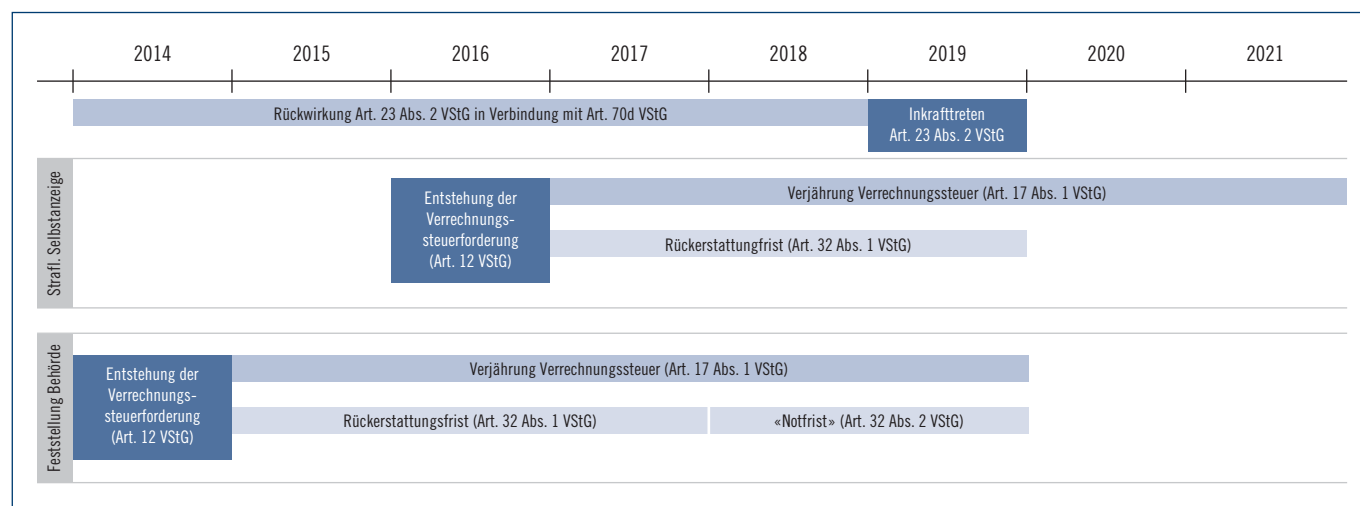 2014 2015 2016 2017 2018 2019 2020 2021
Rückwirkung Art. 23 Abs. 2 VStG in Verbindung mit Art. 70d VStG
Inkrafttreten
Art. 23 Abs. 2 VStG
Strafl. Selbstanzeige
Entstehung der
Verrechnungs-
steuerforderung
(Art. 12 VStG)
Verjährung Verrechnungssteuer (Art. 17 Abs. 1 VStG)
Rückerstattungfrist (Art. 32 Abs. 1 VStG)
Feststellung Behörde
Entstehung der
Verrechnungs-
steuerforderung
(Art. 12 VStG)
Verjährung Verrechnungssteuer (Art. 17 Abs. 1 VStG)
Rückerstattungsfrist (Art. 32 Abs. 1 VStG)
«Notfrist» (Art. 32 Abs. 2 VStG)